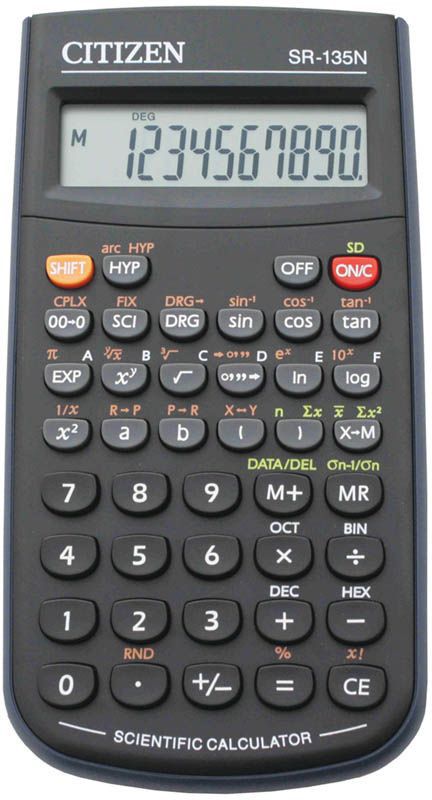 CITIZEN SR-135N
DEG
M 1234567890.
arc HYP SD
SHIFT HYP OFF ON/C
CPLX FIX DRG→ sin⁻¹ cos⁻¹ tan⁻¹
00→0 SCI DRG sin cos tan
π A ʸ√x B ³√ C →o,,, D eˣ E 10ˣ F
EXP xʸ √ o,,,→ ln log
1/x R→P P→R X↔Y n Σx x̅ Σx²
x² a b ( ) X→M
DATA/DEL σn-1/σn
7 8 9 M+ MR
OCT BIN
4 5 6 × ÷
DEC HEX
1 2 3 + −
RND % x!
0 · +/− = CE
SCIENTIFIC CALCULATOR